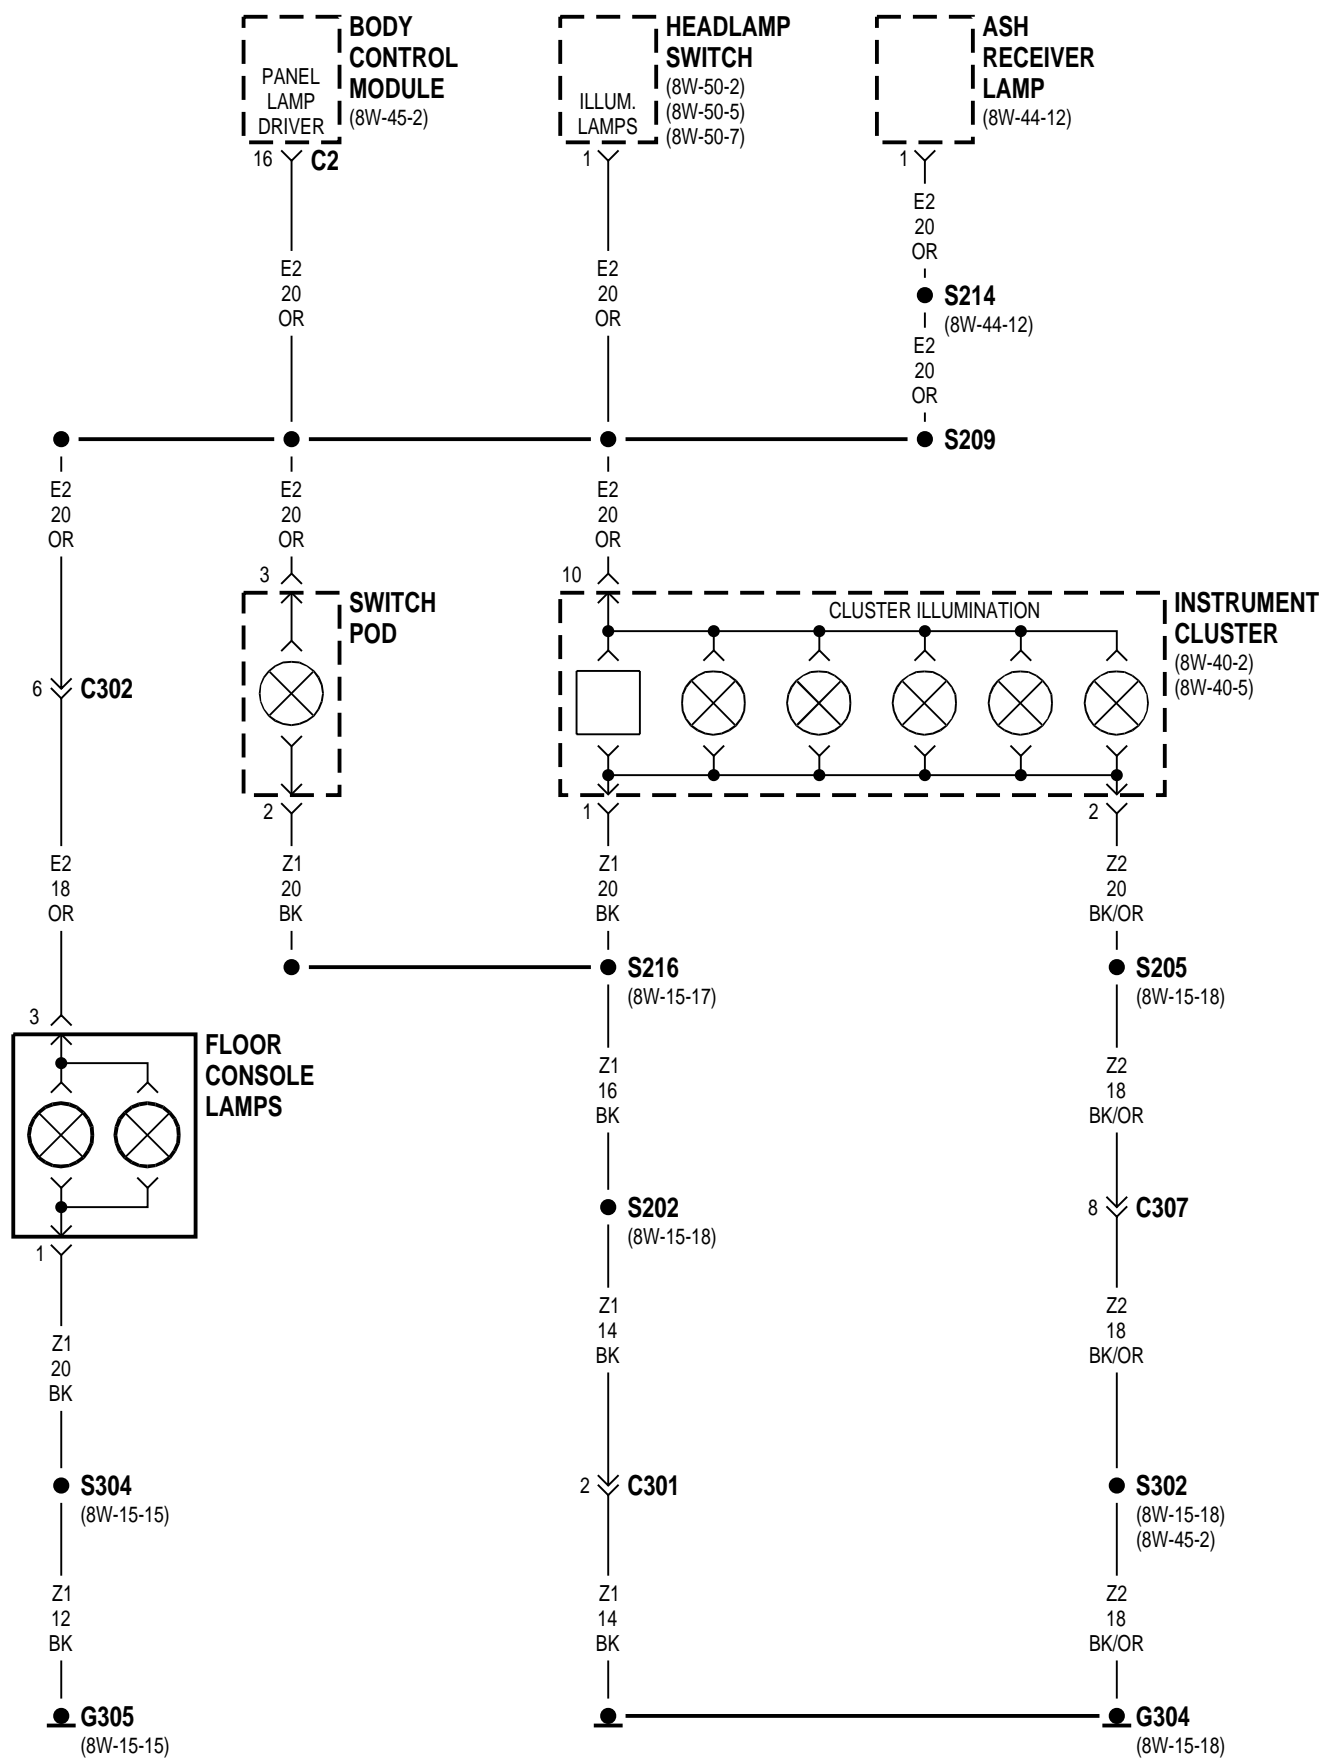 BODY
CONTROL
MODULE
(8W-45-2)
PANEL
LAMP
DRIVER
16
C2
HEADLAMP
SWITCH
(8W-50-2)
(8W-50-5)
(8W-50-7)
ILLUM.
LAMPS
1
ASH
RECEIVER
LAMP
(8W-44-12)
1
E2
20
OR
S214
(8W-44-12)
E2
20
OR
E2
20
OR
E2
20
OR
S209
E2
20
OR
E2
20
OR
E2
20
OR
3
10
SWITCH
POD
CLUSTER ILLUMINATION
INSTRUMENT
CLUSTER
(8W-40-2)
(8W-40-5)
6
C302
2
1
2
E2
18
OR
Z1
20
BK
Z1
20
BK
Z2
20
BK/OR
S216
(8W-15-17)
S205
(8W-15-18)
3
FLOOR
CONSOLE
LAMPS
Z1
16
BK
Z2
18
BK/OR
S202
(8W-15-18)
8
C307
1
Z1
20
BK
Z1
14
BK
Z2
18
BK/OR
S304
(8W-15-15)
2
C301
S302
(8W-15-18)
(8W-45-2)
Z1
12
BK
Z1
14
BK
Z2
18
BK/OR
G305
(8W-15-15)
G304
(8W-15-18)